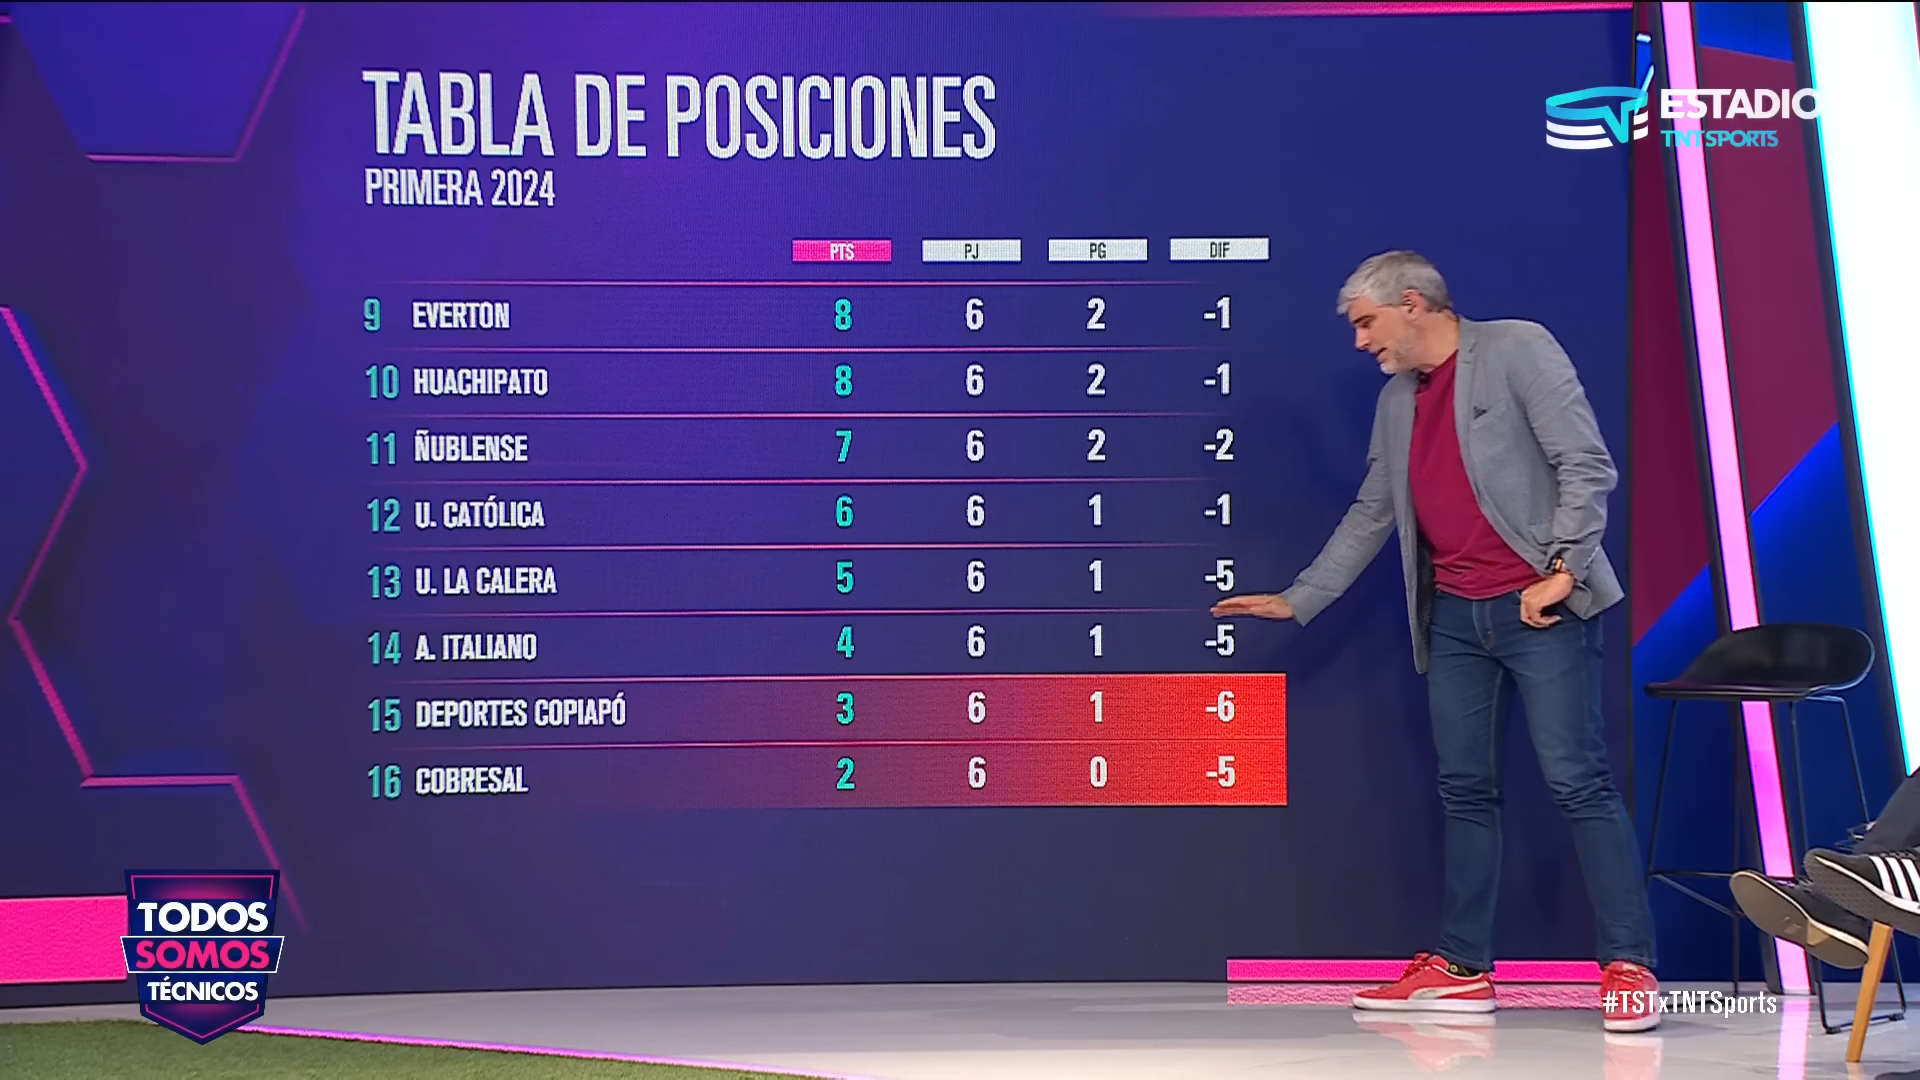 TABLA DE POSICIONES
PRIMERA 2024
PTS PJ PG DIF
9 EVERTON 8 6 2 -1
10 HUACHIPATO 8 6 2 -1
11 ÑUBLENSE 7 6 2 -2
12 U. CATÓLICA 6 6 1 -1
13 U. LA CALERA 5 6 1 -5
14 A. ITALIANO 4 6 1 -5
15 DEPORTES COPIAPÓ 3 6 1 -6
16 COBRESAL 2 6 0 -5
ESTADIO
TNT SPORTS
TODOS
SOMOS
TÉCNICOS
#TSTxTNTSports